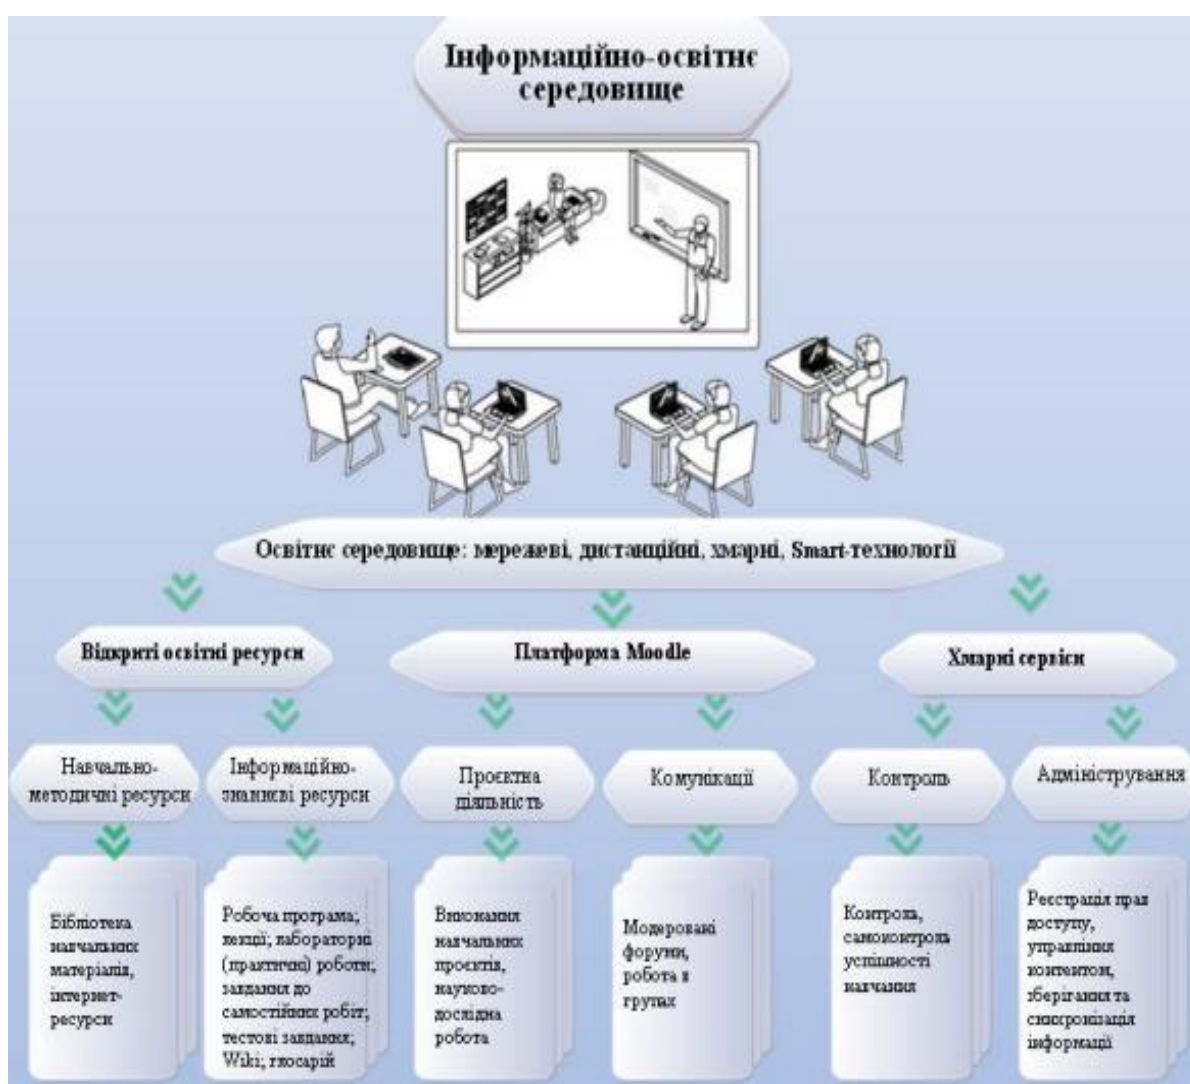 Інформаційно-освітнє
середовище
Освітнє середовище: мережеві, дистанційні, хмарні, Smart-технології
Відкриті освітні ресурси
Платформа Moodle
Хмарні сервіси
Навчально-
методичні ресурси
Інформаційно-
знаннєві ресурси
Проєктна
діяльність
Комунікації
Контроль
Адміністрування
Бібліотека
навчальних
матеріалів,
інтернет-
ресурси
Робоча програма;
лекції; лабораторні
(практичні) роботи;
завдання до
самостійних робіт;
тестові завдання;
Wiki; глосарій
Виконання
навчальних
проєктів,
науково-
дослідна
робота
Модеровані
форуми,
робота в
групах
Контроль,
самоконтроль
успішності
навчання
Реєстрація прав
доступу,
управління
контентом,
зберігання та
синхронізація
інформації